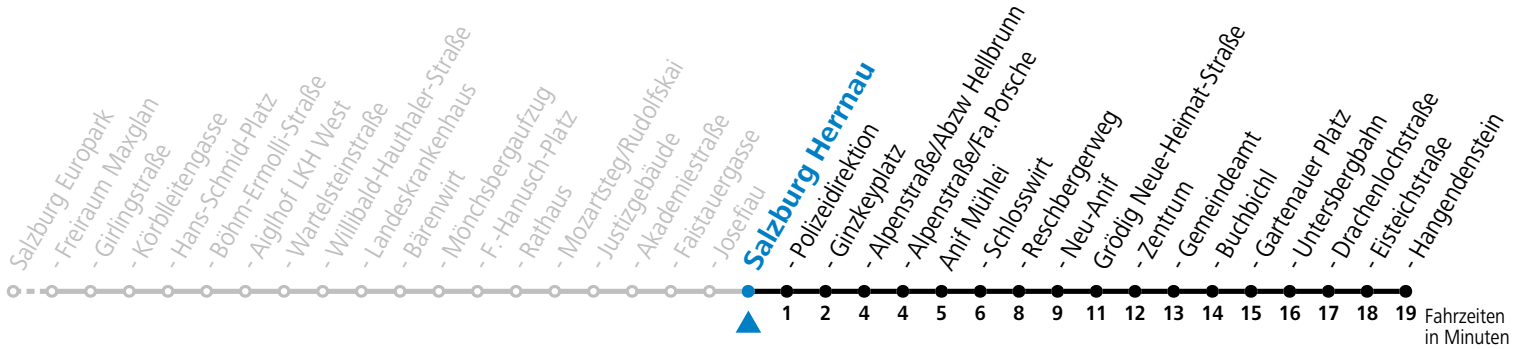 Salzburg Europark
- Freiraum Maxglan
- Girlingstraße
- Körblleitengasse
- Hans-Schmid-Platz
- Böhm-Ermolli-Straße
- Aiglhof LKH West
- Wartelsteinstraße
- Willibald-Hauthaler-Straße
- Landeskrankenhaus
- Bärenwirt
- Mönchsbergaufzug
- F.-Hanusch-Platz
- Rathaus
- Mozartsteg/Rudolfskai
- Justizgebäude
- Akademiestraße
- Faistauergasse
- Josefiau
Salzburg Herrnau
- Polizeidirektion
- Ginzkeyplatz
- Alpenstraße/Abzw Hellbrunn
- Alpenstraße/Fa.Porsche
Anif Mühlei
- Schlosswirt
- Reschbergerweg
- Neu-Anif
Grödig Neue-Heimat-Straße
- Zentrum
- Gemeindeamt
- Buchbichl
- Gartenauer Platz
- Untersbergbahn
- Drachenlochstraße
- Eisteichstraße
- Hangendenstein
1 2 4 4 5 6 8 9 11 12 13 14 15 16 17 18 19
Fahrzeiten
in Minuten